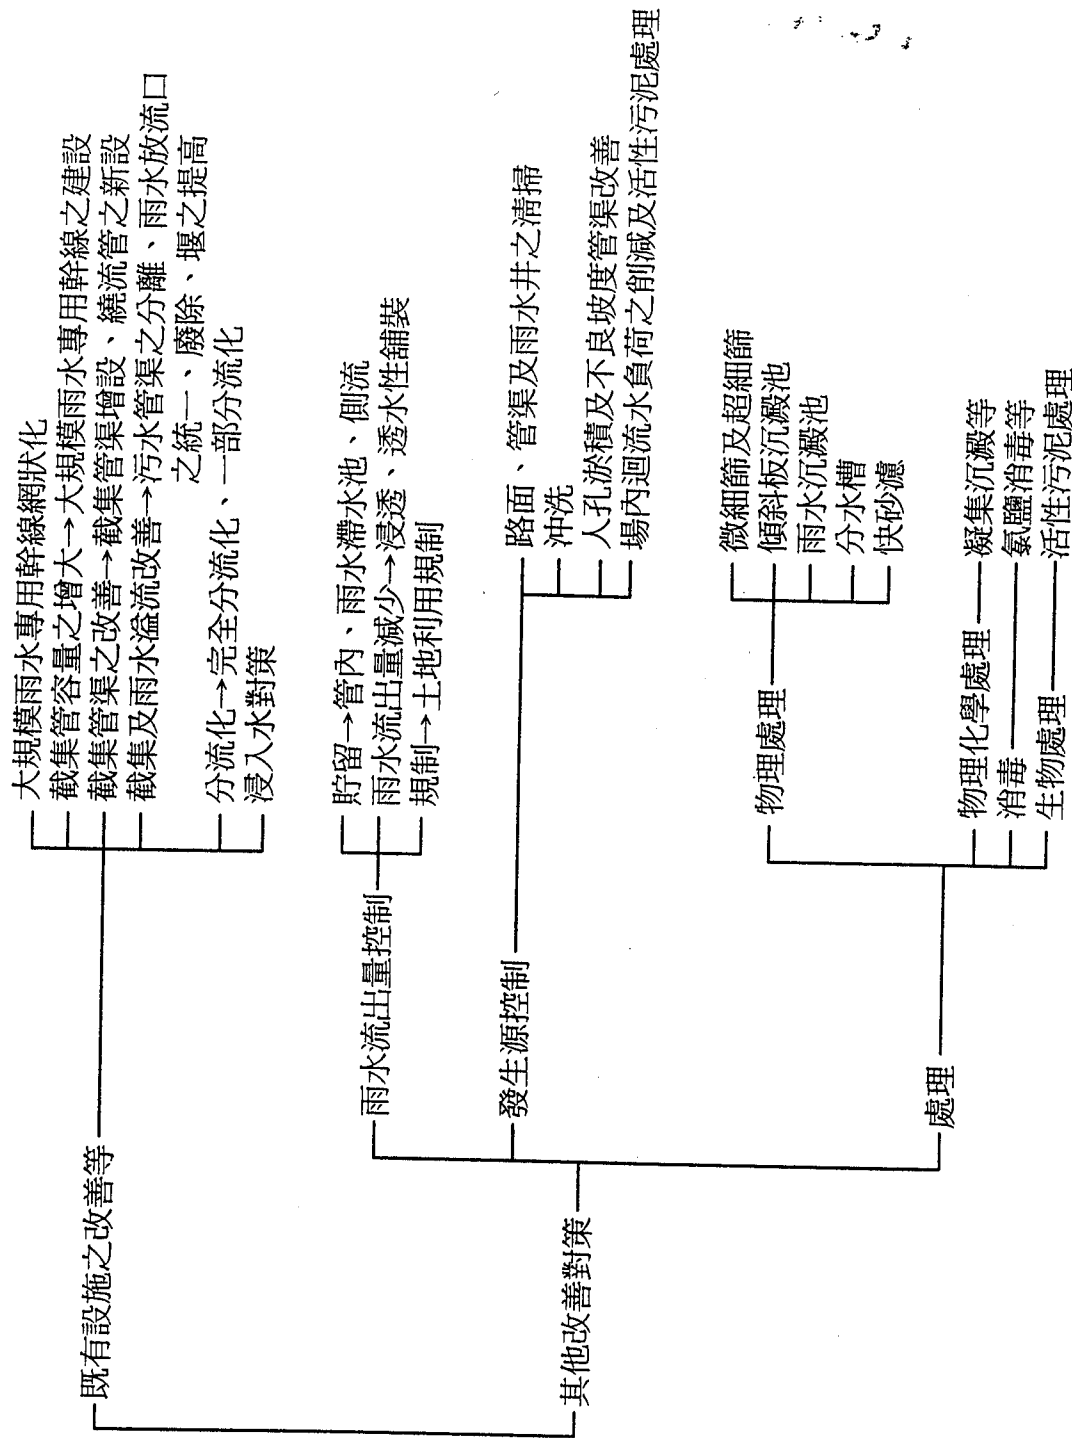 既有設施之改善等
大規模雨水專用幹線網狀化
截集管容量之增大→大規模雨水專用幹線之建設
截集管渠之改善→截集管渠增設、繞流管之新設
截集及雨水溢流改善→污水管渠之分離、雨水放流口
之統一、廢除、堰之提高
分流化→完全分流化、一部分流化
浸入水對策
其他改善對策
雨水流出量控制
貯留→管內、雨水滯水池、側流
雨水流出量減少→浸透、透水性舖裝
規制→土地利用規制
發生源控制
路面、管渠及雨水井之清掃
沖洗
人孔淤積及不良坡度管渠改善
場內迴流水負荷之削減及活性污泥處理
處理
物理處理
微細篩及超細篩
傾斜板沉澱池
雨水沉澱池
分水槽
快砂濾
物理化學處理—凝集沉澱等
消毒—氯鹽消毒等
生物處理—活性污泥處理